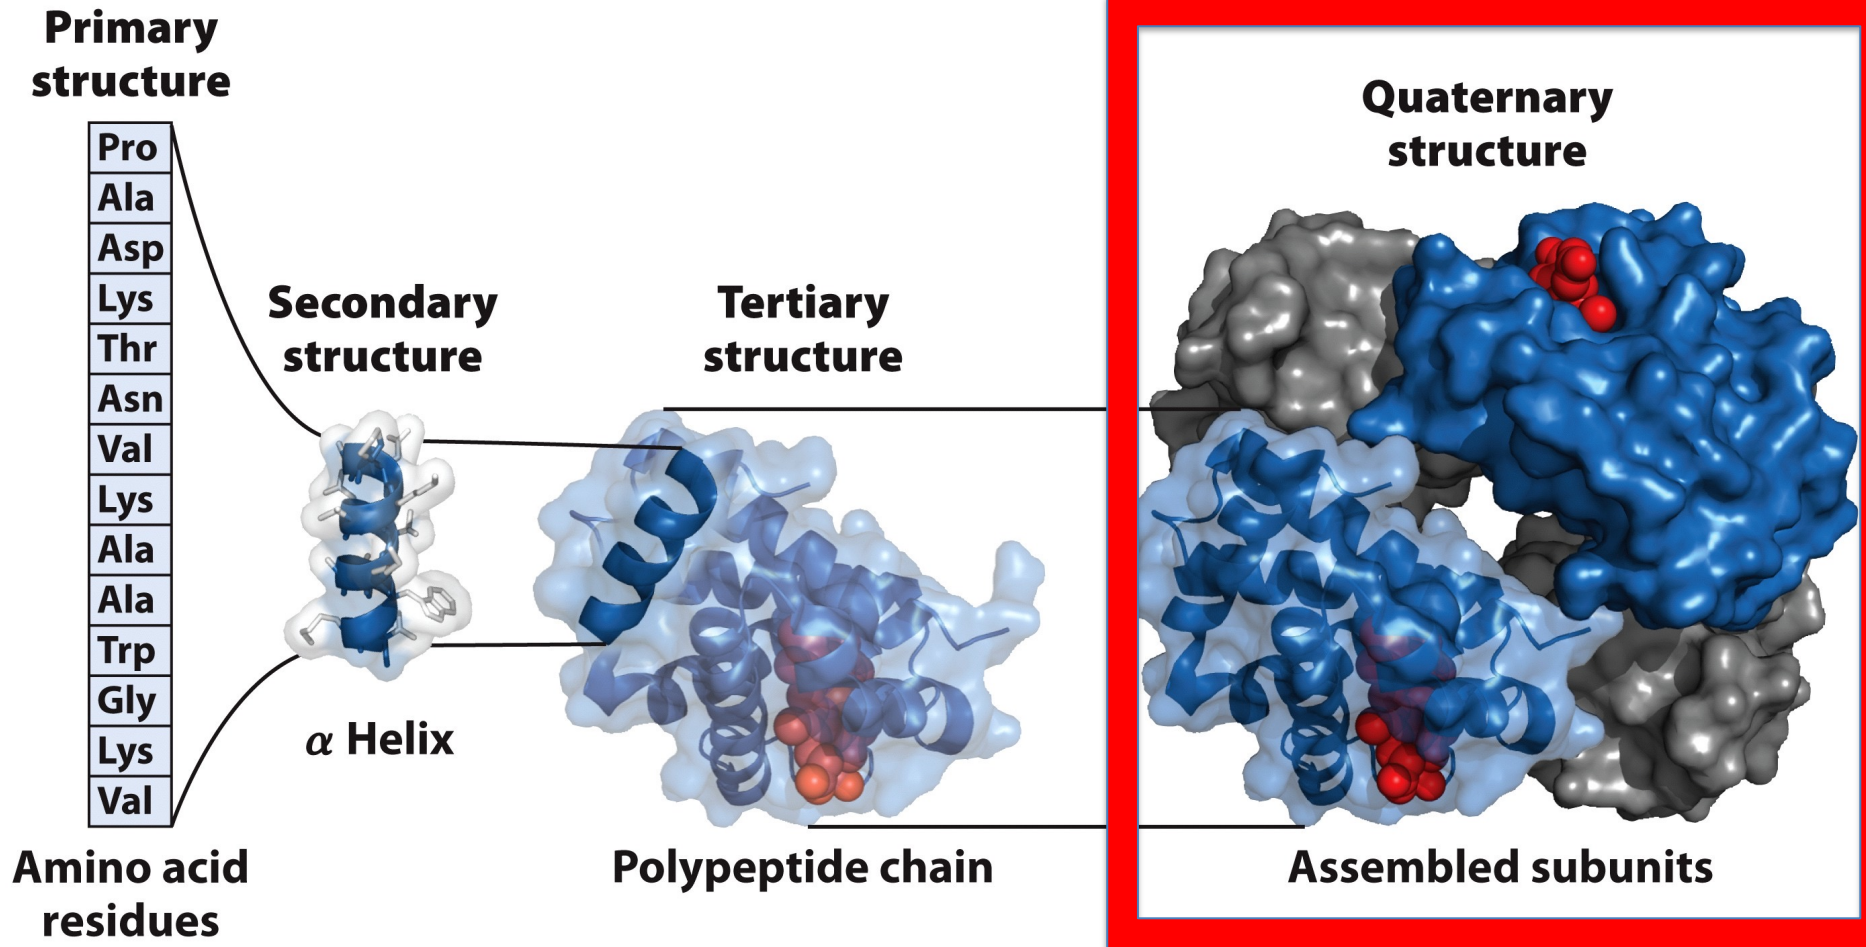 Primary
structure
Pro
Ala
Asp
Lys
Thr
Asn
Val
Lys
Ala
Ala
Trp
Gly
Lys
Val
Amino acid
residues
Secondary
structure
α Helix
Tertiary
structure
Polypeptide chain
Quaternary
structure
Assembled subunits